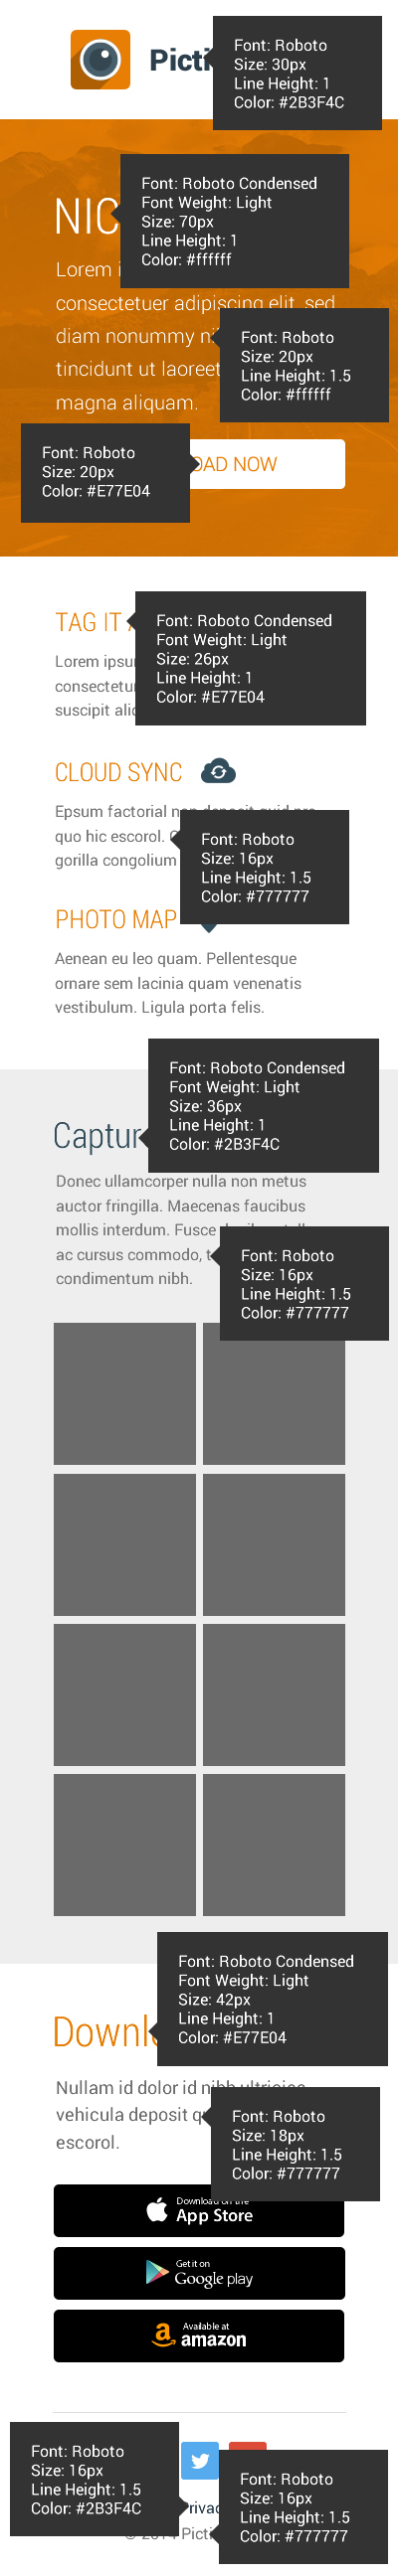 Picti
Font: Roboto
Size: 30px
Line Height: 1
Color: #2B3F4C
NIC
Font: Roboto Condensed
Font Weight: Light
Size: 70px
Line Height: 1
Color: #ffffff
Lorem i
consectetuer adipiscing elit, sed
diam nonummy ni
tincidunt ut laoreet
magna aliquam.
Font: Roboto
Size: 20px
Line Height: 1.5
Color: #ffffff
Font: Roboto
Size: 20px
Color: #E77E04
OAD NOW
TAG IT
Font: Roboto Condensed
Font Weight: Light
Size: 26px
Line Height: 1
Color: #E77E04
Lorem ipsu
consectetu
suscipit aliq
CLOUD SYNC
Epsum factorial non deposit quid pro
quo hic escorol.
gorilla congolium
Font: Roboto
Size: 16px
Line Height: 1.5
Color: #777777
PHOTO MAP
Aenean eu leo quam. Pellentesque
ornare sem lacinia quam venenatis
vestibulum. Ligula porta felis.
Font: Roboto Condensed
Font Weight: Light
Size: 36px
Line Height: 1
Color: #2B3F4C
Captur
Donec ullamcorper nulla non metus
auctor fringilla. Maecenas faucibus
mollis interdum. Fusce
ac cursus commodo, t
condimentum nibh.
Font: Roboto
Size: 16px
Line Height: 1.5
Color: #777777
Font: Roboto Condensed
Font Weight: Light
Size: 42px
Line Height: 1
Color: #E77E04
Downlo
Nullam id dolor id nibh ultricies
vehicula deposit q
escorol.
Font: Roboto
Size: 18px
Line Height: 1.5
Color: #777777
Download on the
App Store
Get it on
Google play
Available at
amazon
Font: Roboto
Size: 16px
Line Height: 1.5
Color: #2B3F4C
Privac
© 2014 Picti
Font: Roboto
Size: 16px
Line Height: 1.5
Color: #777777